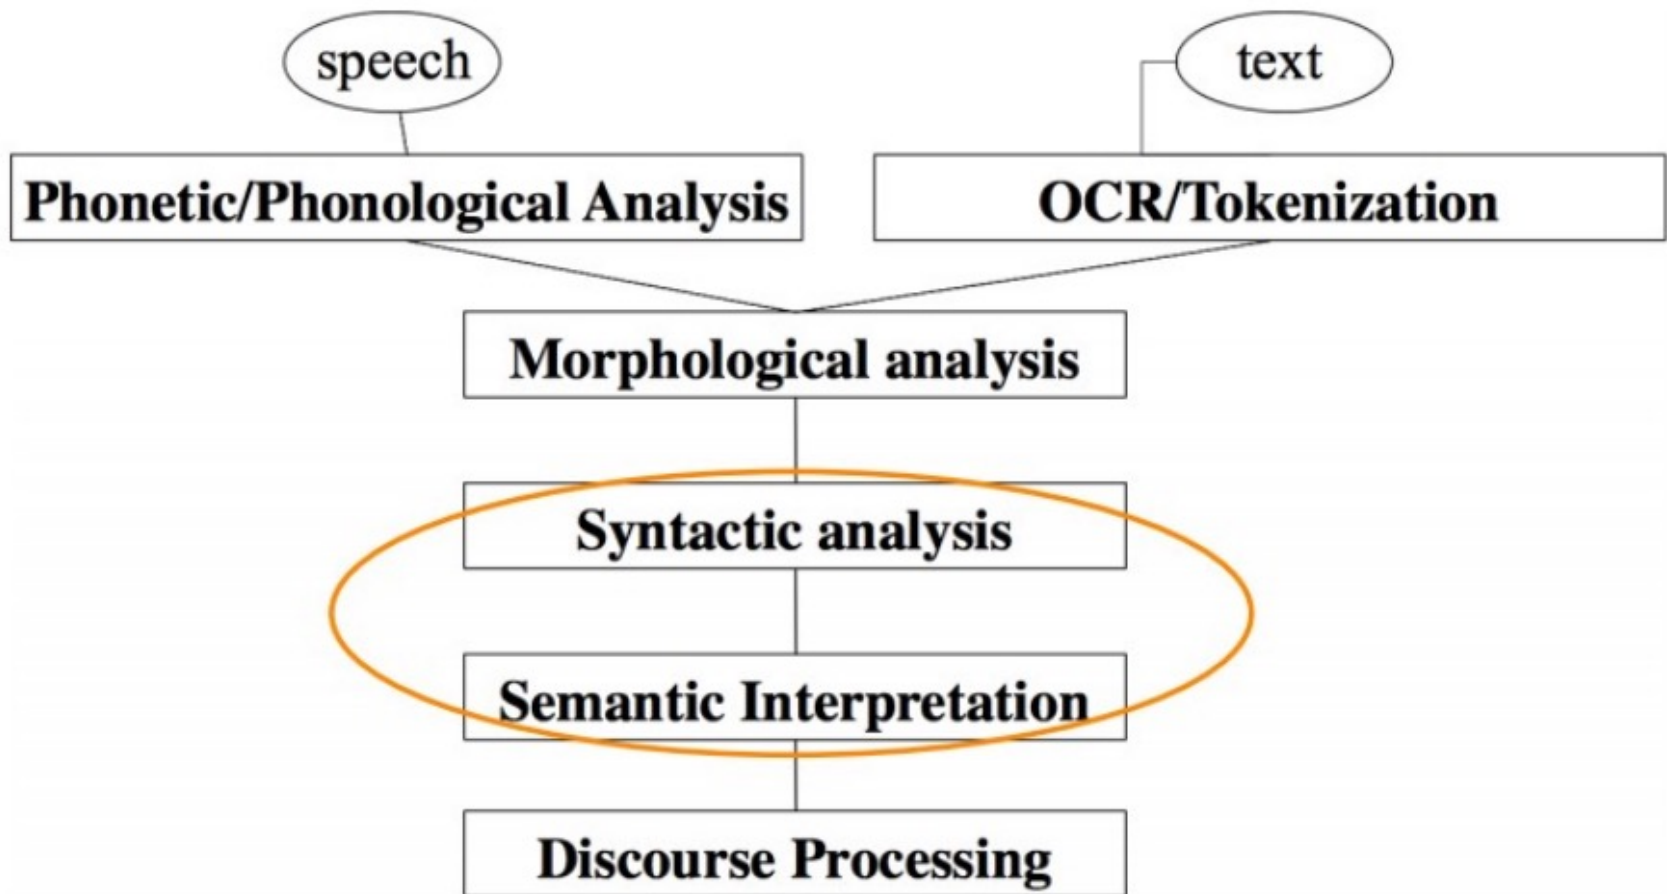 speech
text
Phonetic/Phonological Analysis
OCR/Tokenization
Morphological analysis
Syntactic analysis
Semantic Interpretation
Discourse Processing